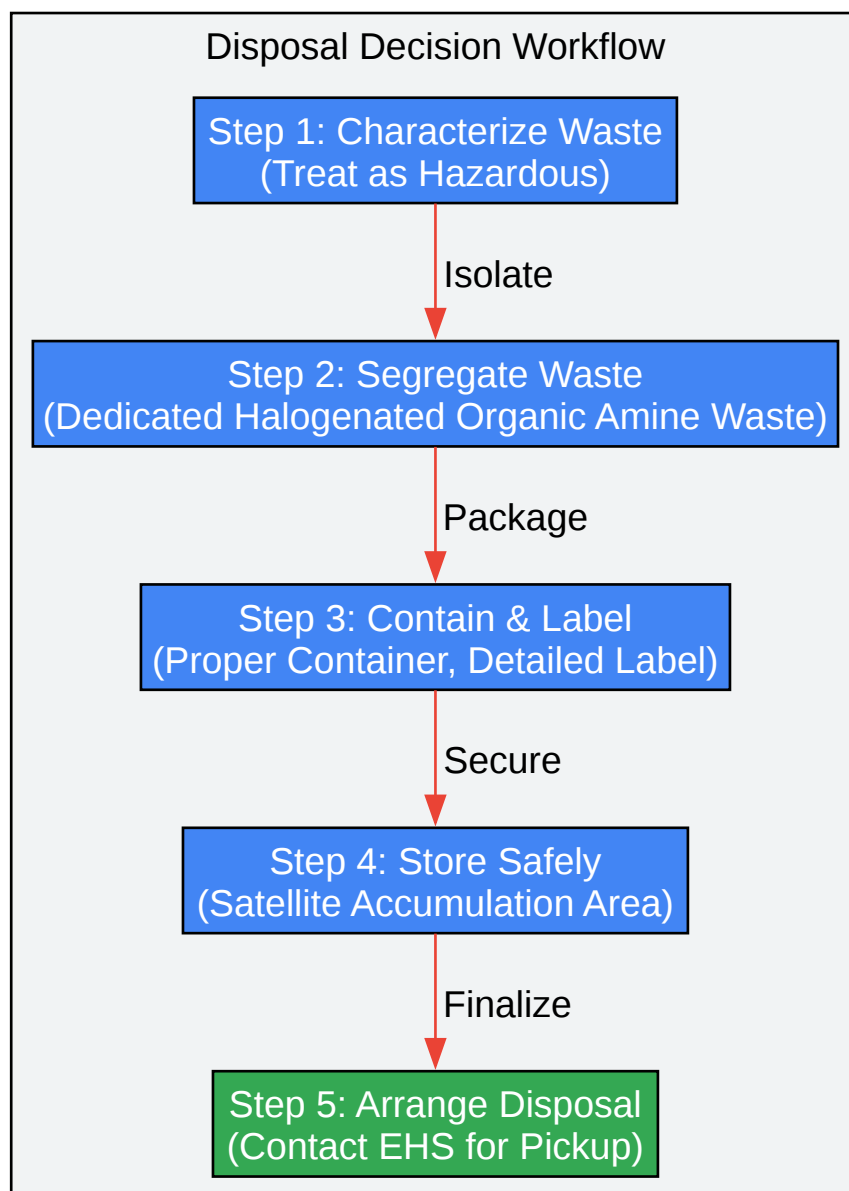 Disposal Decision Workflow
Step 1: Characterize Waste
(Treat as Hazardous)
Isolate
Step 2: Segregate Waste
(Dedicated Halogenated Organic Amine Waste)
Package
Step 3: Contain & Label
(Proper Container, Detailed Label)
Secure
Step 4: Store Safely
(Satellite Accumulation Area)
Finalize
Step 5: Arrange Disposal
(Contact EHS for Pickup)